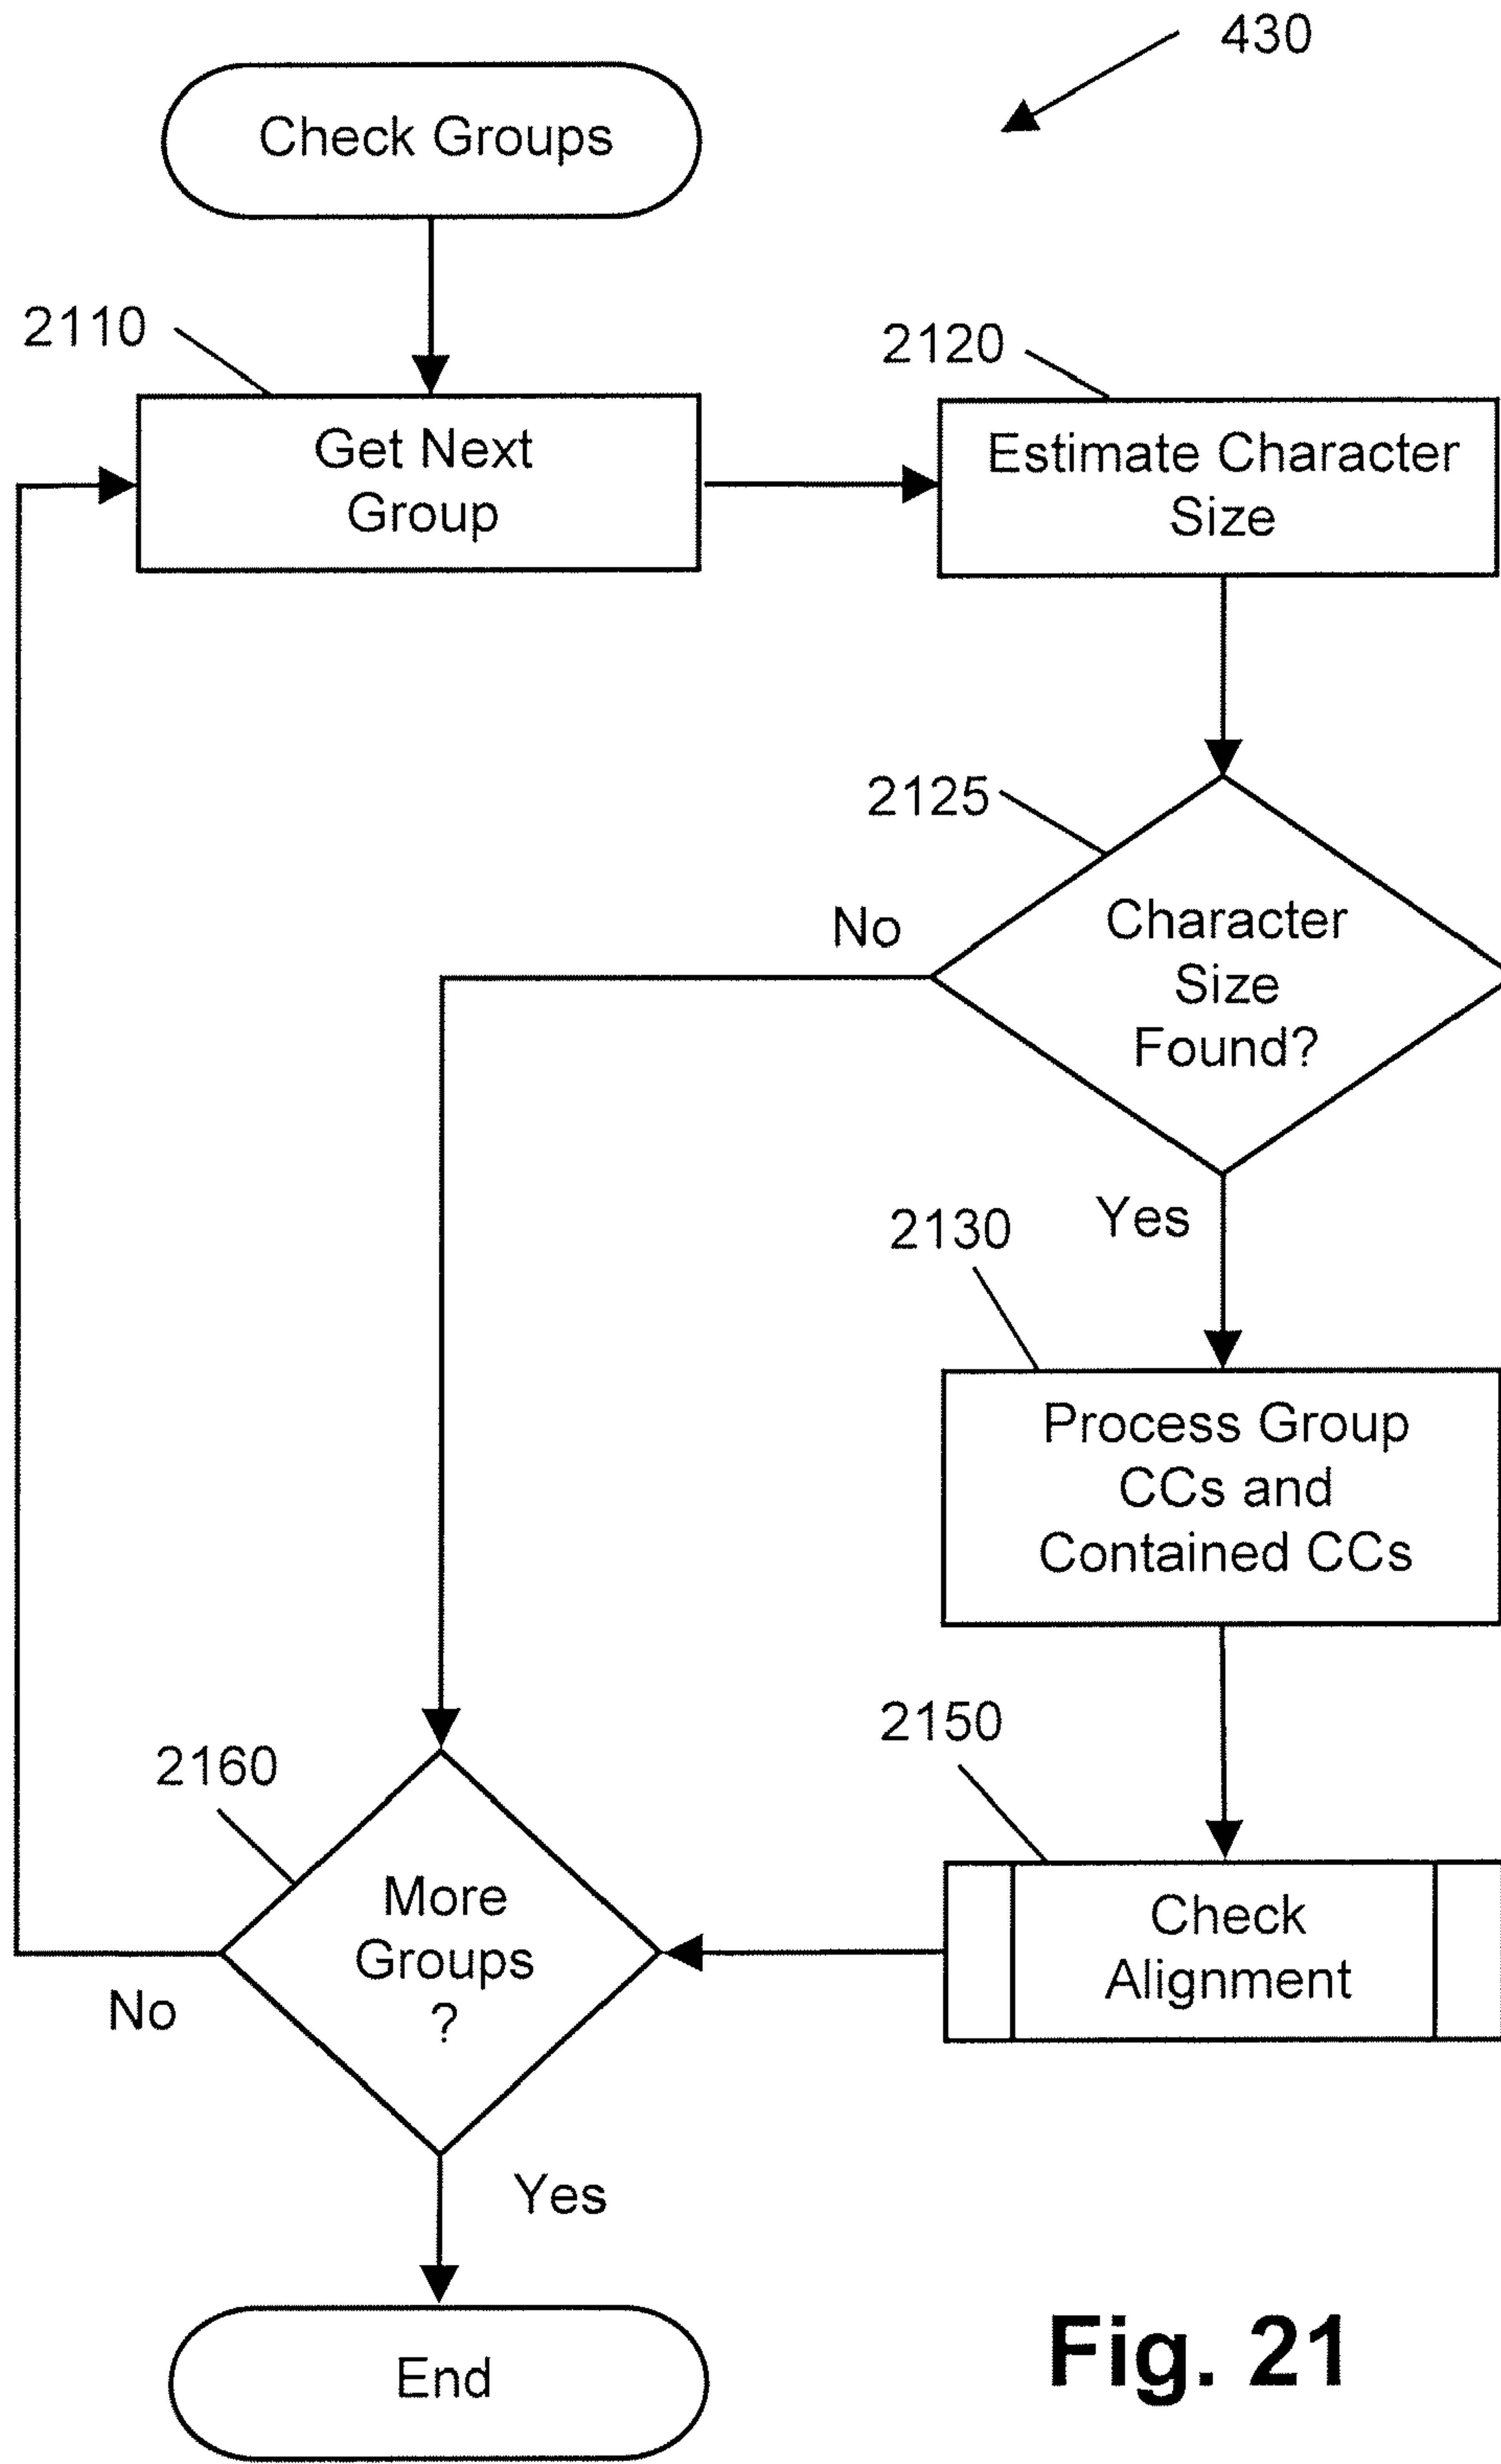 430
Check Groups
2110
Get Next
Group
2120
Estimate Character
Size
2125
Character
Size
Found?
No
Yes
2130
Process Group
CCs and
Contained CCs
2150
Check
Alignment
2160
More
Groups
?
No
Yes
End
Fig. 21